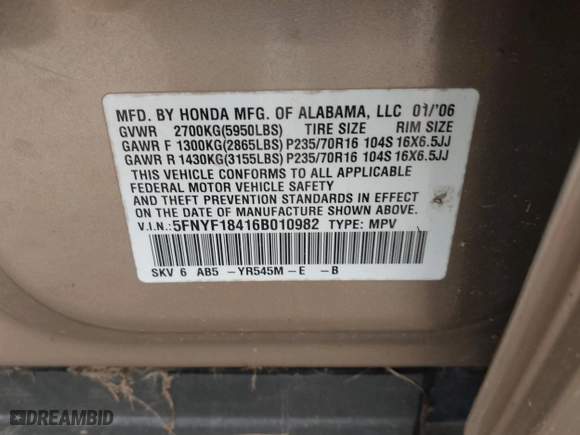 MFD. BY HONDA MFG. OF ALABAMA, LLC 01/'06
GVWR 2700KG(5950LBS) TIRE SIZE RIM SIZE
GAWR F 1300KG(2865LBS)P235/70R16 104S 16X6.5JJ
GAWR R 1430KG(3155LBS)P235/70R16 104S 16X6.5JJ
THIS VEHICLE CONFORMS TO ALL APPLICABLE
FEDERAL MOTOR VEHICLE SAFETY
AND THEFT PREVENTION STANDARDS IN EFFECT
ON THE DATE OF MANUFACTURE SHOWN ABOVE.
V.I.N.:5FNYF18416B010982 TYPE: MPV
SKV 6 AB5 -YR545M-E -B
DREAMBID